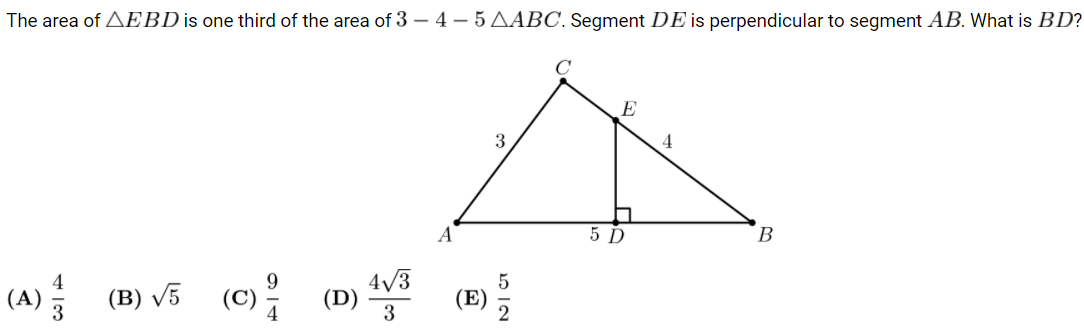 The area of △EBD is one third of the area of 3 − 4 − 5 △ABC. Segment DE is perpendicular to segment AB. What is BD?
C
E
3
4
A
5 D
B
(A) 4/3 (B) √5 (C) 9/4 (D) 4√3/3 (E) 5/2